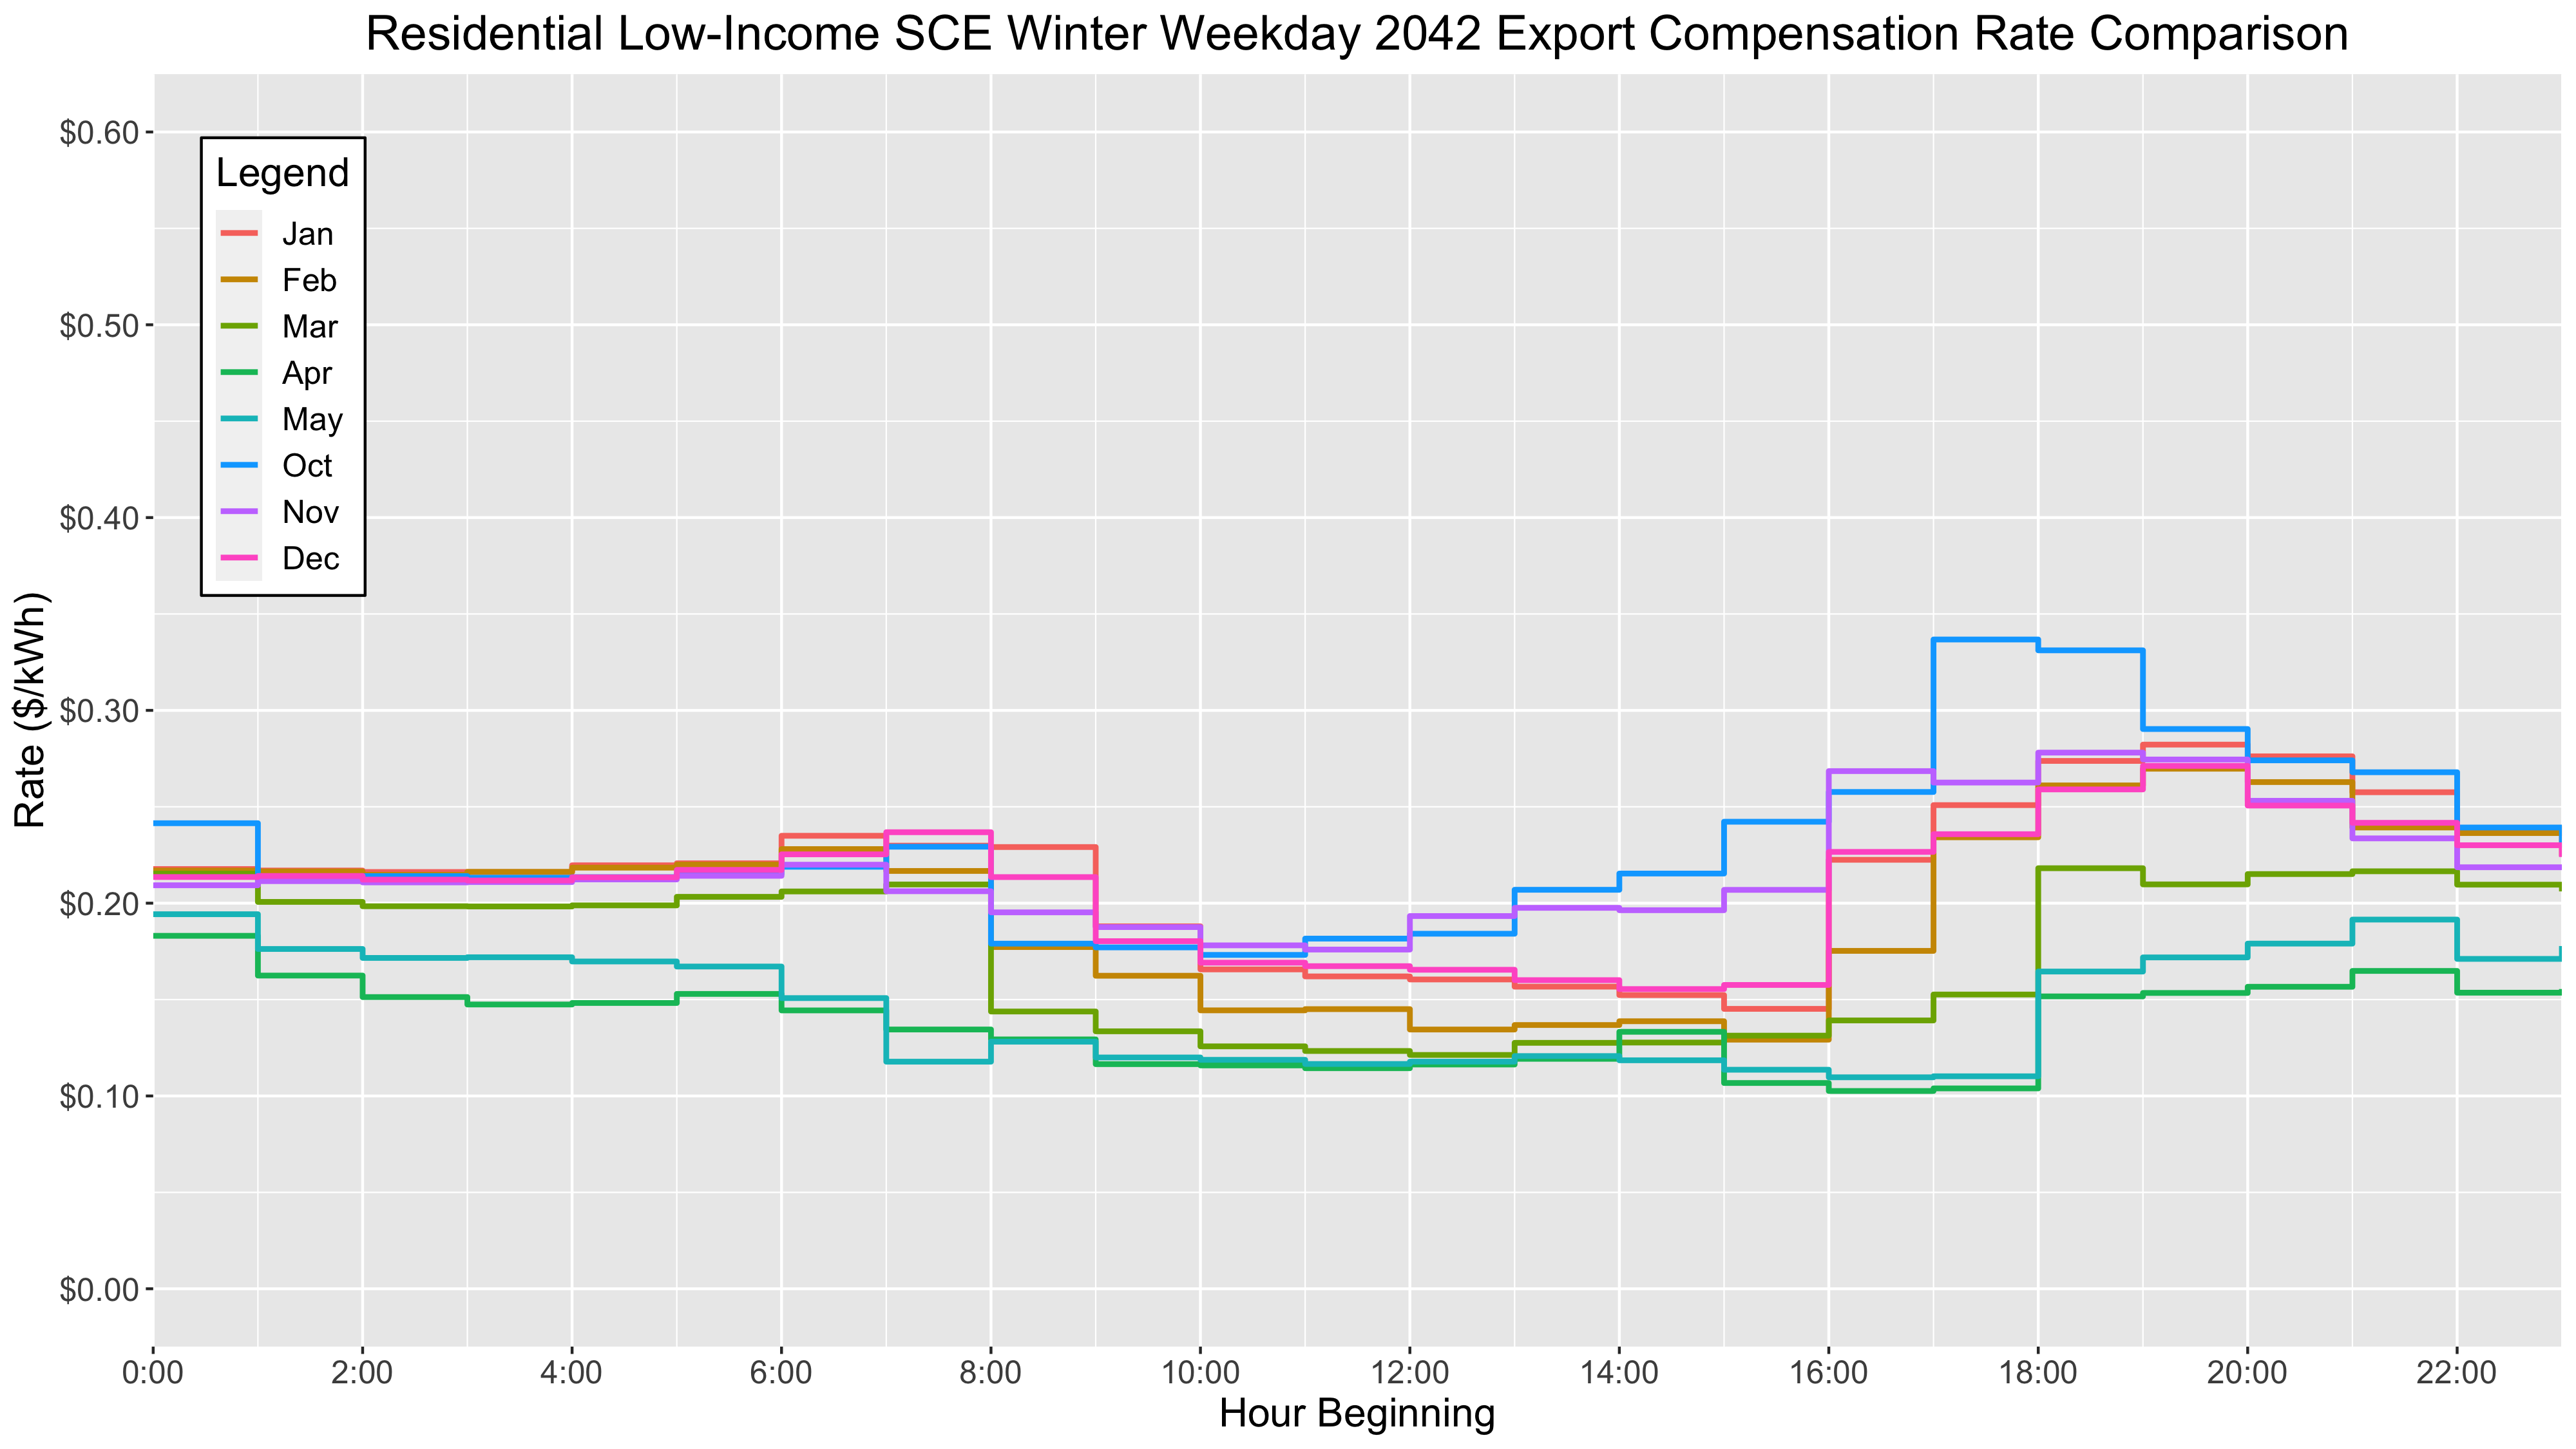 Residential Low-Income SCE Winter Weekday 2042 Export Compensation Rate Comparison
$0.60
$0.50
$0.40
$0.30
$0.20
$0.10
$0.00
Rate ($/kWh)
Legend
Jan
Feb
Mar
Apr
May
Oct
Nov
Dec
0:00 2:00 4:00 6:00 8:00 10:00 12:00 14:00 16:00 18:00 20:00 22:00
Hour Beginning